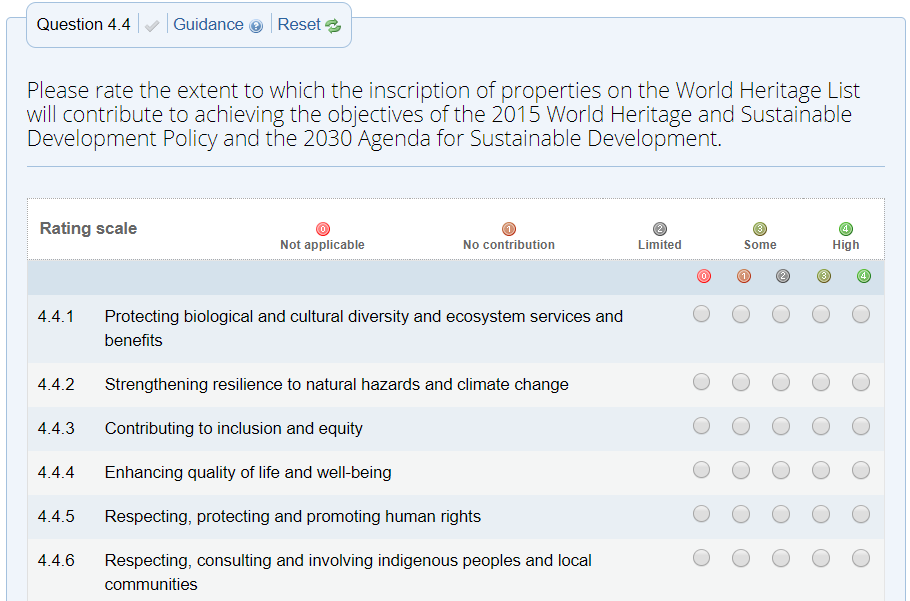 Question 4.4 Guidance ? Reset
Please rate the extent to which the inscription of properties on the World Heritage List
will contribute to achieving the objectives of the 2015 World Heritage and Sustainable
Development Policy and the 2030 Agenda for Sustainable Development.
Rating scale
0 1 2 3 4
Not applicable No contribution Limited Some High
0 1 2 3 4
4.4.1 Protecting biological and cultural diversity and ecosystem services and
benefits
4.4.2 Strengthening resilience to natural hazards and climate change
4.4.3 Contributing to inclusion and equity
4.4.4 Enhancing quality of life and well-being
4.4.5 Respecting, protecting and promoting human rights
4.4.6 Respecting, consulting and involving indigenous peoples and local
communities